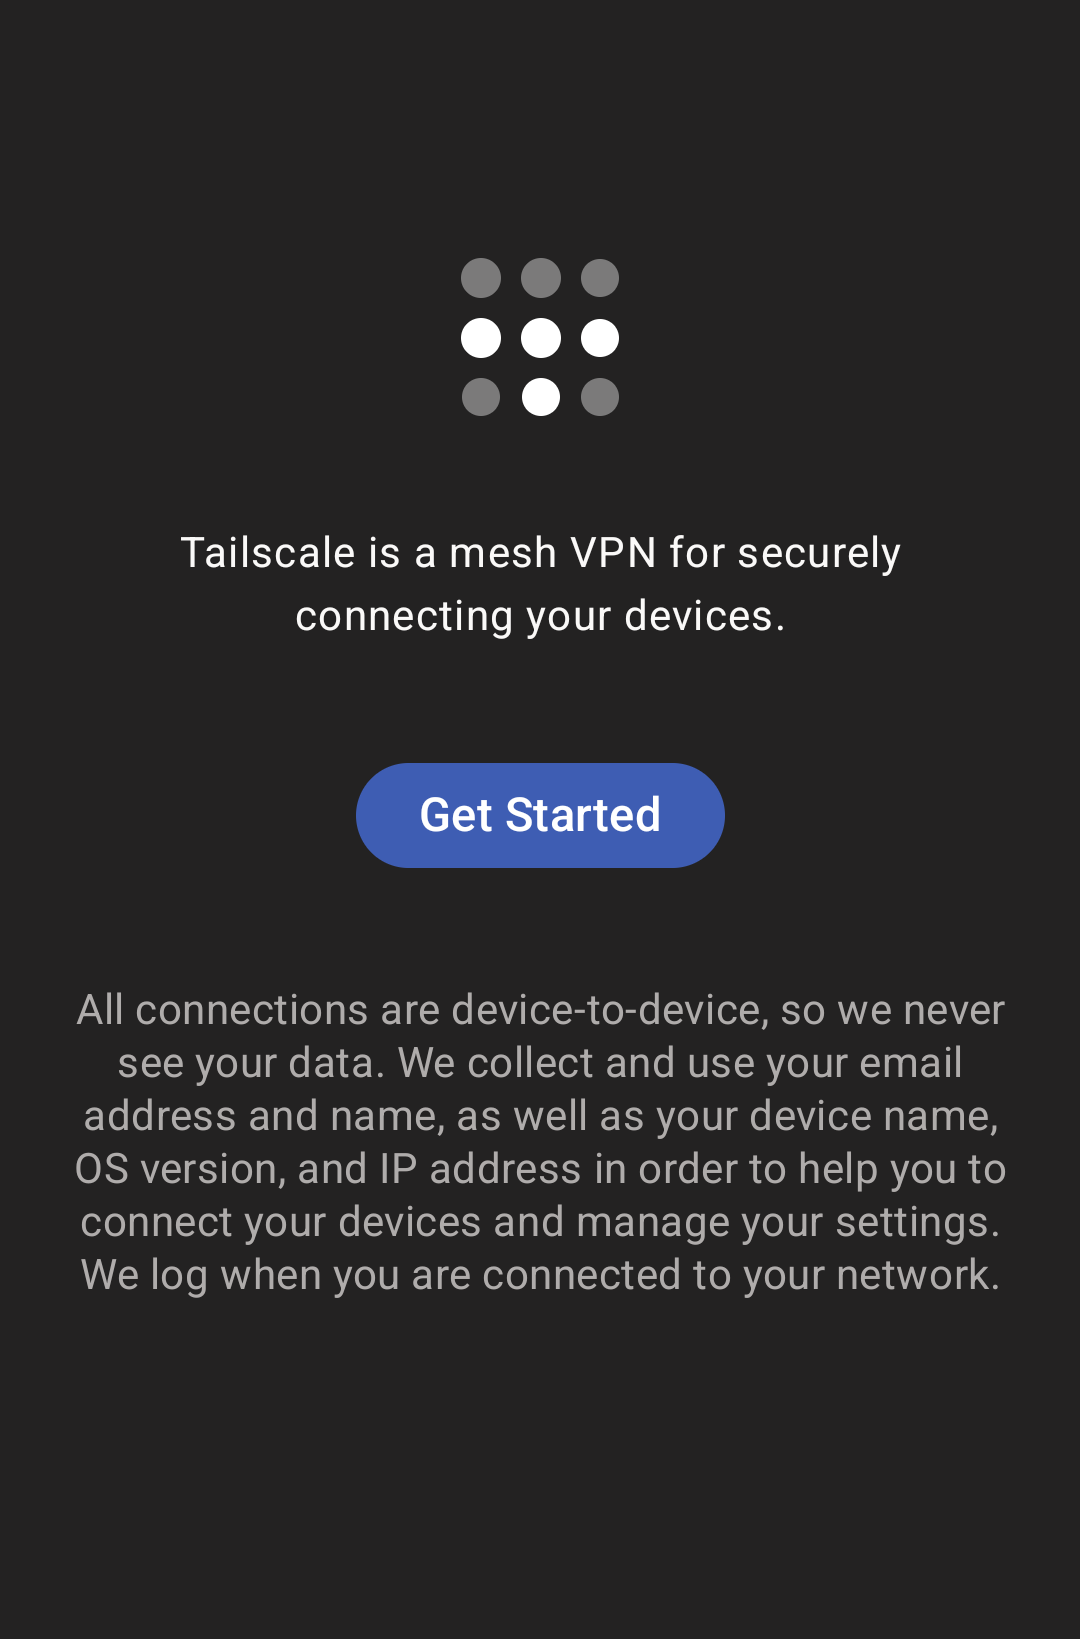 Tailscale is a mesh VPN for securely
connecting your devices.
Get Started
All connections are device-to-device, so we never
see your data. We collect and use your email
address and name, as well as your device name,
OS version, and IP address in order to help you to
connect your devices and manage your settings.
We log when you are connected to your network.